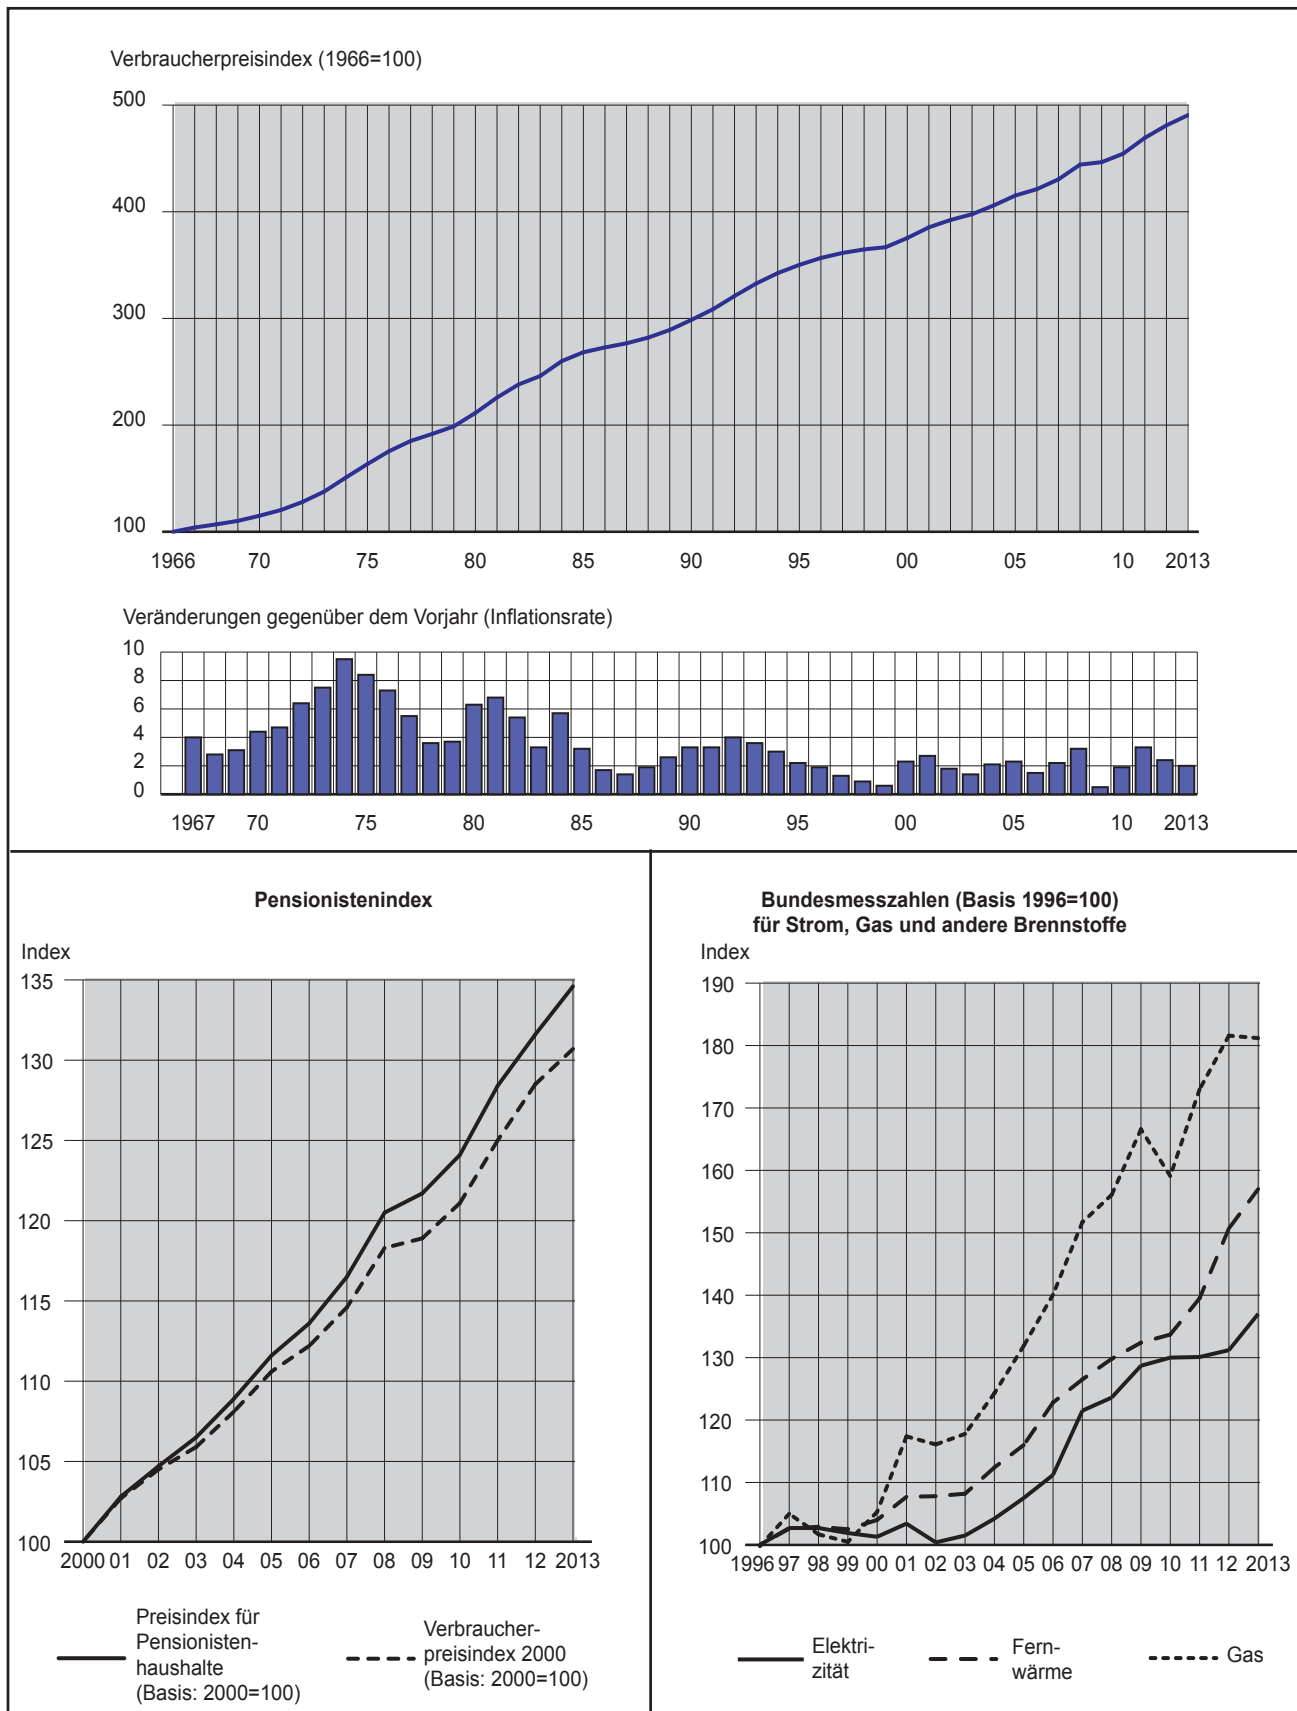 Verbraucherpreisindex (1966=100)
500
400
300
200
100
1966 70 75 80 85 90 95 00 05 10 2013
Veränderungen gegenüber dem Vorjahr (Inflationsrate)
10
8
6
4
2
0
1967 70 75 80 85 90 95 00 05 10 2013
Pensionistenindex
Index
135
130
125
120
115
110
105
100
2000 01 02 03 04 05 06 07 08 09 10 11 12 2013
Preisindex für
Pensionisten-
haushalte
(Basis: 2000=100)
Verbraucher-
preisindex 2000
(Basis: 2000=100)
Bundesmesszahlen (Basis 1996=100)
für Strom, Gas und andere Brennstoffe
Index
190
180
170
160
150
140
130
120
110
100
1996 97 98 99 00 01 02 03 04 05 06 07 08 09 10 11 12 2013
Elektri-
zität
Fern-
wärme
Gas